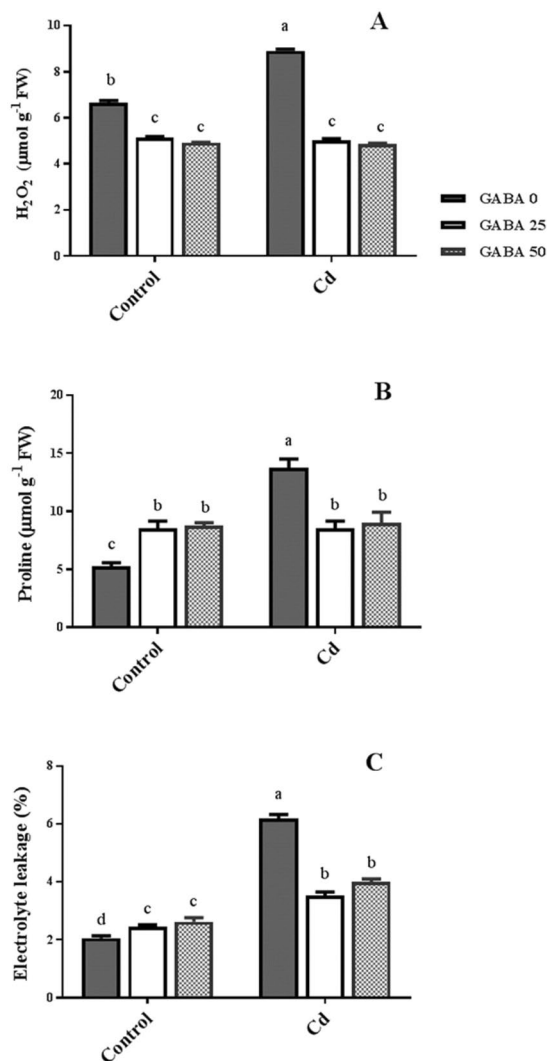 A
H₂O₂ (µmol g⁻¹ FW)
10
8
6
4
2
0
b
c
c
a
c
c
Control
Cd
GABA 0
GABA 25
GABA 50
B
Proline (µmol g⁻¹ FW)
20
15
10
5
0
c
b
b
a
b
b
Control
Cd
C
Electrolyte leakage (%)
8
6
4
2
0
d
c
c
a
b
b
Control
Cd